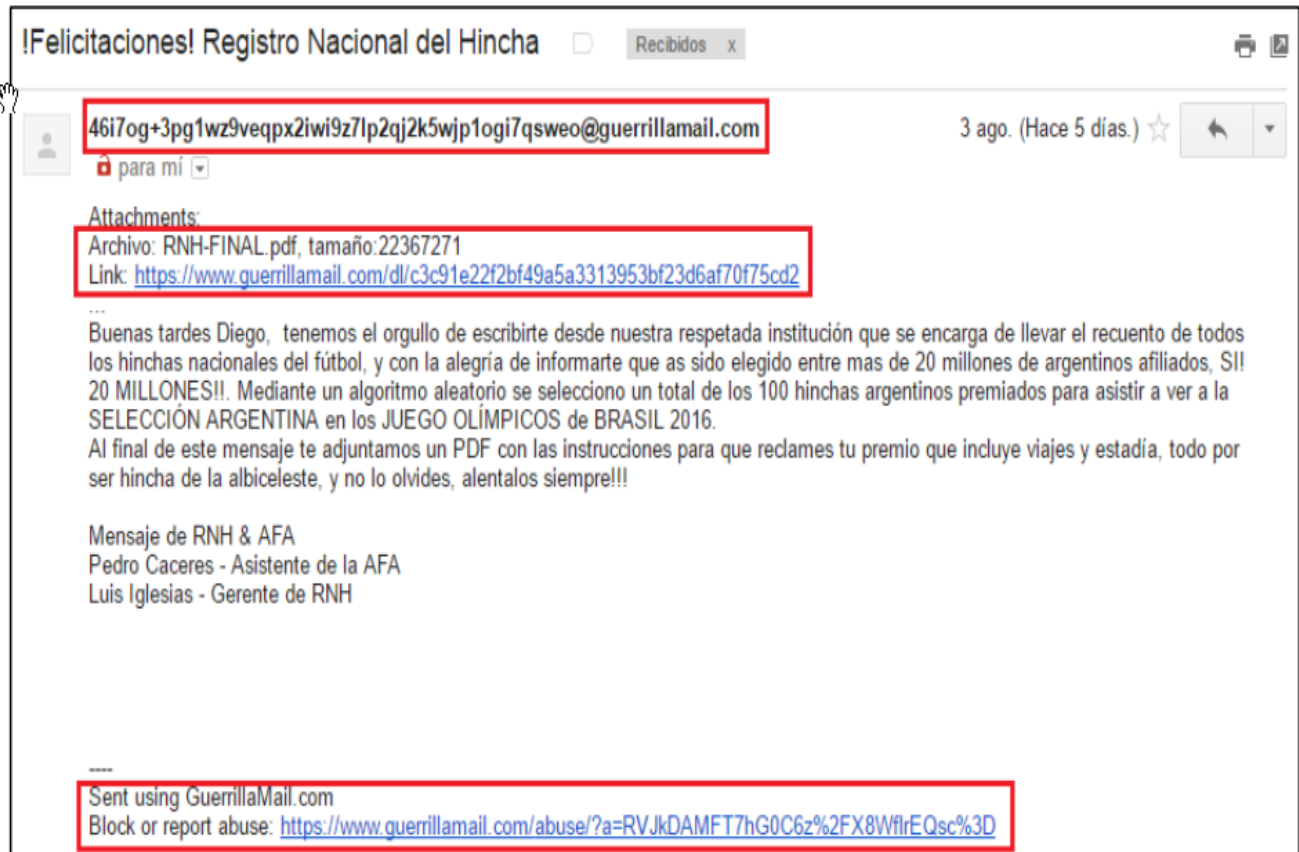 !Felicitaciones! Registro Nacional del Hincha Recibidos x
46i7og+3pg1wz9veqpx2iwi9z7lp2qj2k5wjp1ogi7qsweo@guerrillamail.com 3 ago. (Hace 5 días.)
para mí
Attachments:
Archivo: RNH-FINAL.pdf, tamaño:22367271
Link: https://www.guerrillamail.com/dl/c3c91e22f2bf49a5a3313953bf23d6af70f75cd2
...
Buenas tardes Diego, tenemos el orgullo de escribirte desde nuestra respetada institución que se encarga de llevar el recuento de todos
los hinchas nacionales del fútbol, y con la alegría de informarte que as sido elegido entre mas de 20 millones de argentinos afiliados, SI!
20 MILLONES!!. Mediante un algoritmo aleatorio se selecciono un total de los 100 hinchas argentinos premiados para asistir a ver a la
SELECCIÓN ARGENTINA en los JUEGO OLÍMPICOS de BRASIL 2016.
Al final de este mensaje te adjuntamos un PDF con las instrucciones para que reclames tu premio que incluye viajes y estadía, todo por
ser hincha de la albiceleste, y no lo olvides, alentalos siempre!!!
Mensaje de RNH & AFA
Pedro Caceres - Asistente de la AFA
Luis Iglesias - Gerente de RNH
----
Sent using GuerrillaMail.com
Block or report abuse: https://www.guerrillamail.com/abuse/?a=RVJkDAMFT7hG0C6z%2FX8WflrEQsc%3D